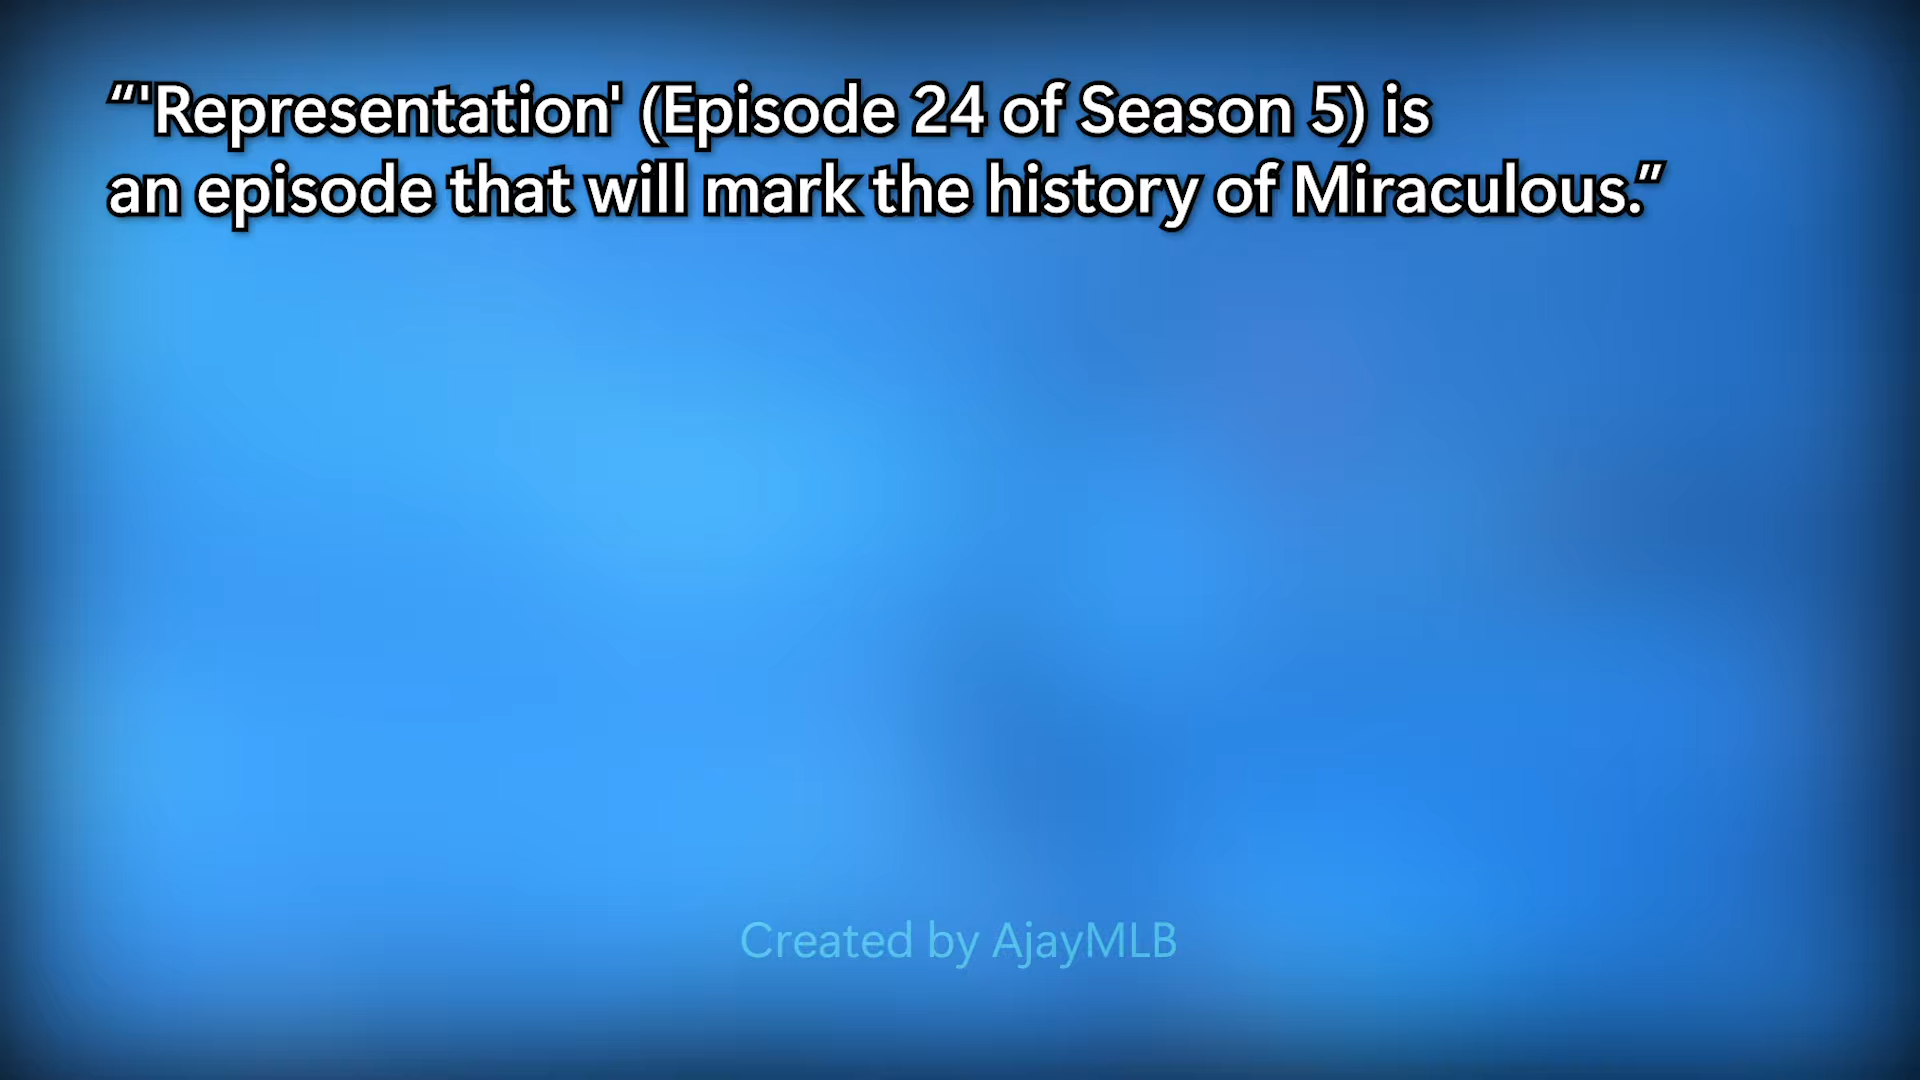 “'Representation' (Episode 24 of Season 5) is
an episode that will mark the history of Miraculous.”
Created by AjayMLB